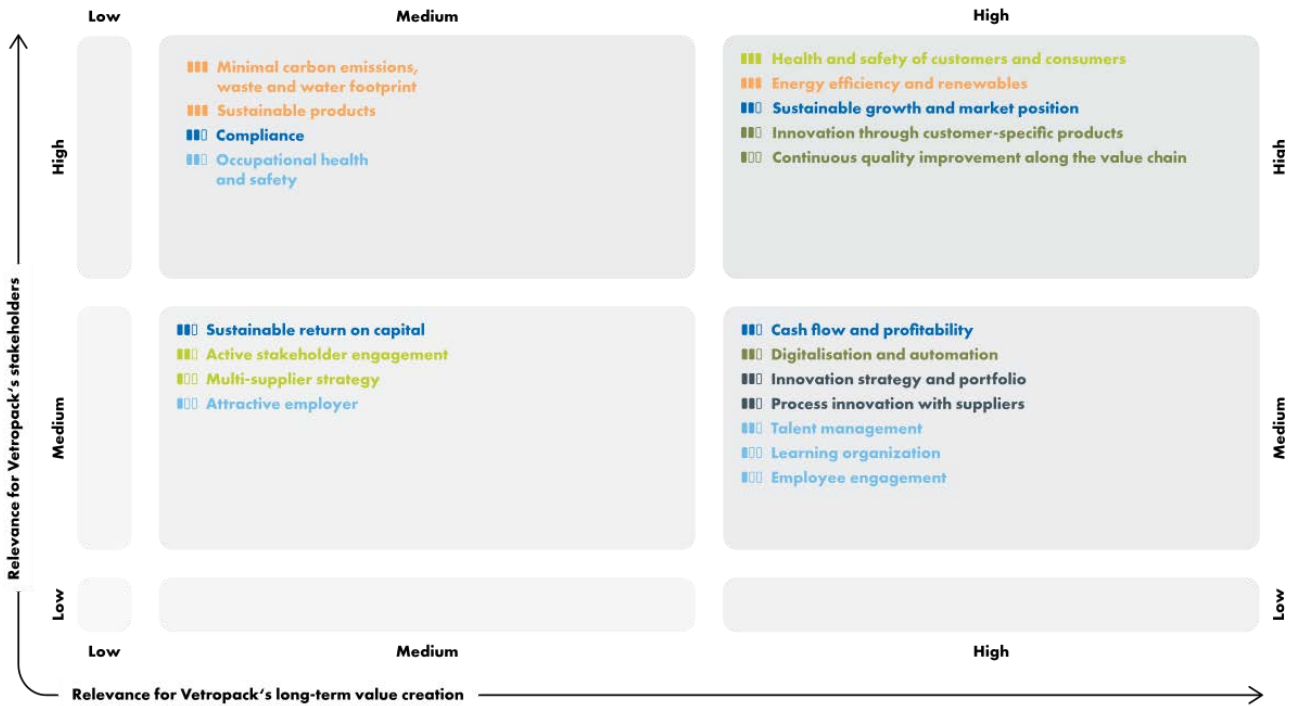 Low
Medium
High
High
Minimal carbon emissions,
waste and water footprint
Sustainable products
Compliance
Occupational health
and safety
Health and safety of customers and consumers
Energy efficiency and renewables
Sustainable growth and market position
Innovation through customer-specific products
Continuous quality improvement along the value chain
High
Relevance for Vetropack‘s stakeholders
Medium
Sustainable return on capital
Active stakeholder engagement
Multi-supplier strategy
Attractive employer
Cash flow and profitability
Digitalisation and automation
Innovation strategy and portfolio
Process innovation with suppliers
Talent management
Learning organization
Employee engagement
Medium
Low
Low
Low
Medium
High
Relevance for Vetropack‘s long-term value creation